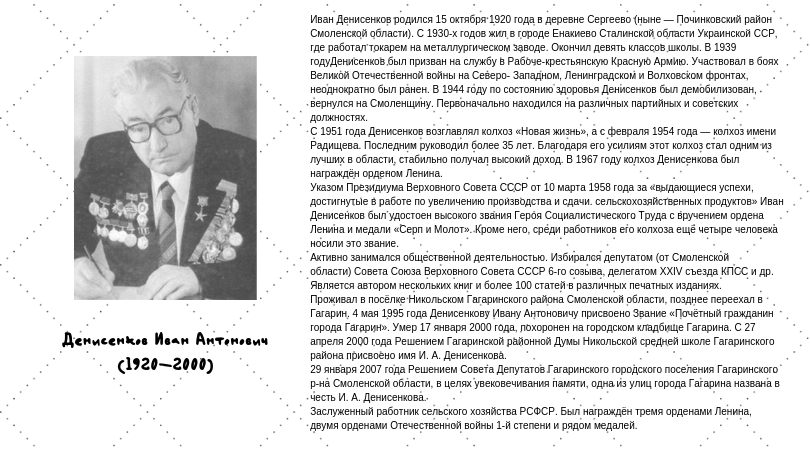 Иван Денисенков родился 15 октября 1920 года в деревне Сергеево (ныне — Починковский район
Смоленской области). С 1930-х годов жил в городе Енакиево Сталинской области Украинской ССР,
где работал токарем на металлургическом заводе. Окончил девять классов школы. В 1939
годуДенисенков был призван на службу в Рабоче-крестьянскую Красную Армию. Участвовал в боях
Великой Отечественной войны на Северо- Западном, Ленинградском и Волховском фронтах,
неоднократно был ранен. В 1944 году по состоянию здоровья Денисенков был демобилизован,
вернулся на Смоленщину. Первоначально находился на различных партийных и советских
должностях.
С 1951 года Денисенков возглавлял колхоз «Новая жизнь», а с февраля 1954 года — колхоз имени
Радищева. Последним руководил более 35 лет. Благодаря его усилиям этот колхоз стал одним из
лучших в области, стабильно получал высокий доход. В 1967 году колхоз Денисенкова был
награждён орденом Ленина.
Указом Президиума Верховного Совета СССР от 10 марта 1958 года за «выдающиеся успехи,
достигнутые в работе по увеличению производства и сдачи. сельскохозяйственных продуктов» Иван
Денисенков был удостоен высокого звания Героя Социалистического Труда с вручением ордена
Ленина и медали «Серп и Молот». Кроме него, среди работников его колхоза ещё четыре человека
носили это звание.
Активно занимался общественной деятельностью. Избирался депутатом (от Смоленской
области) Совета Союза Верховного Совета СССР 6-го созыва, делегатом XXIV съезда КПСС и др.
Является автором нескольких книг и более 100 статей в различных печатных изданиях.
Проживал в посёлке Никольском Гагаринского района Смоленской области, позднее переехал в
Гагарин. 4 мая 1995 года Денисенкову Ивану Антоновичу присвоено Звание «Почётный гражданин
города Гагарин». Умер 17 января 2000 года, похоронен на городском кладбище Гагарина. С 27
апреля 2000 года Решением Гагаринской районной Думы Никольской средней школе Гагаринского
района присвоено имя И. А. Денисенкова.
29 января 2007 года Решением Совета Депутатов Гагаринского городского поселения Гагаринского
р-на Смоленской области, в целях увековечивания памяти, одна из улиц города Гагарина названа в
честь И. А. Денисенкова.
Заслуженный работник сельского хозяйства РСФСР. Был награждён тремя орденами Ленина,
двумя орденами Отечественной войны 1-й степени и рядом медалей.
Денисенков Иван Антонович
(1920—2000)